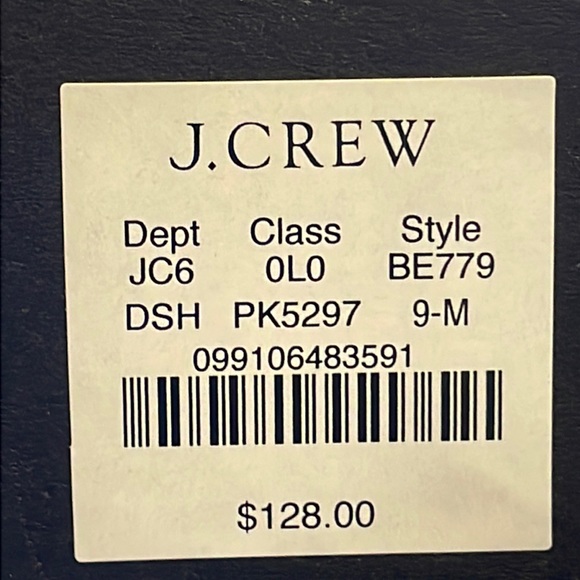 J.CREW
Dept Class Style
JC6 0L0 BE779
DSH PK5297 9-M
099106483591
$128.00